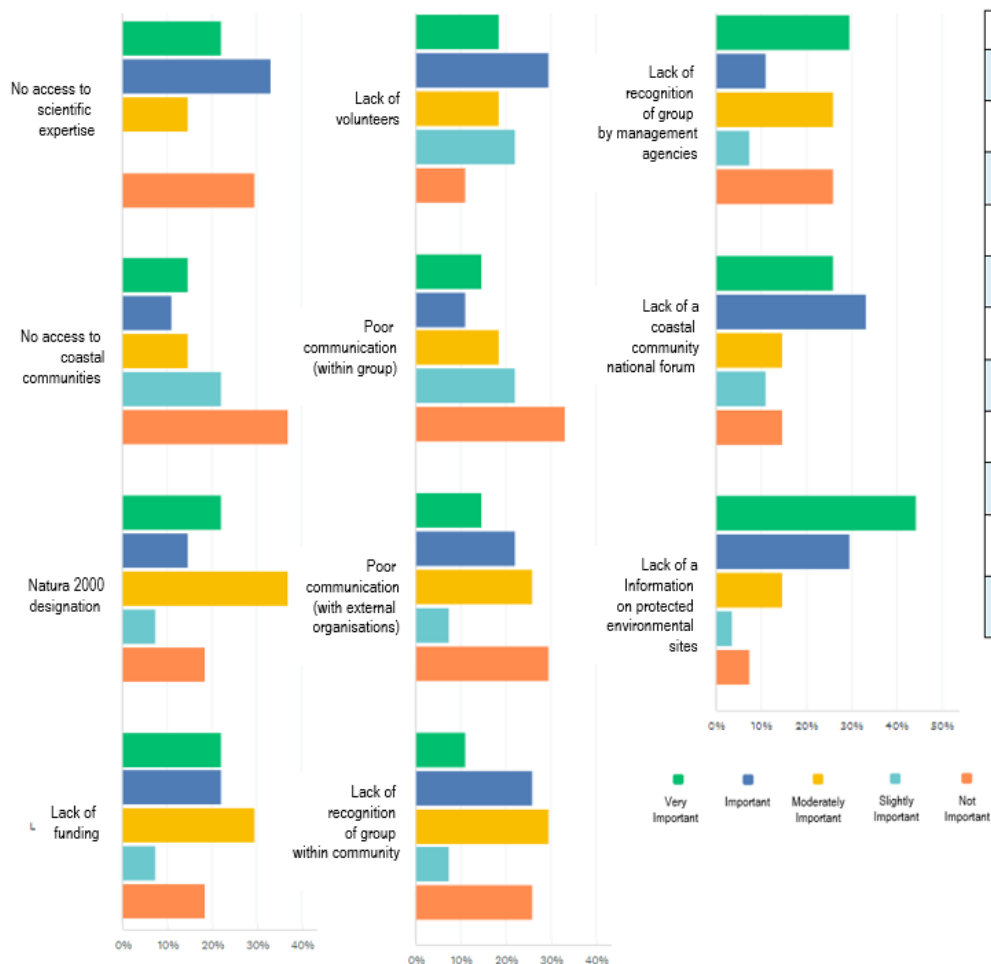 No access to
scientific
expertise
No access to
coastal
communities
Natura 2000
designation
Lack of
funding
0%
10%
20%
30%
40%
Lack of
volunteers
Poor
communication
(within group)
Poor
communication
(with external
organisations)
Lack of
recognition
of group
within community
0%
10%
20%
30%
40%
Lack of
recognition
of group
by management
agencies
Lack of a
coastal
community
national forum
Lack of a
Information
on protected
environmental
sites
0%
10%
20%
30%
40%
50%
Very
Important
Important
Moderately
Important
Slightly
Important
Not
Important